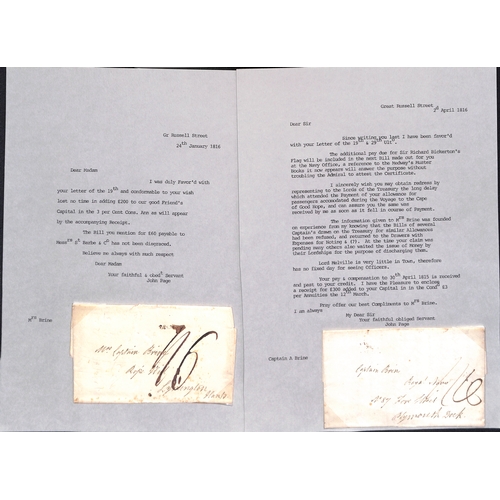 Gr Russell Street
24th January 1816
Dear Madam
I was duly Favor'd with
your letter of the 19th and conformable to your wish
lost no time in adding £200 to our good Friend's
Capital in the 3 per Cent Cons. Ann as will appear
by the accompanying Receipt.
The Bill you mention for £60 payable to
Messrs Burke & Co has not been disgraced,
Believe me always with much respect
Dear Madam
Your faithful & obedt Servant
John Page
Mrs Brine
Mrs Captain Brine
Lymington
Hants
Great Russell Street
2d April 1816
Dear Sir
Since writing you last I have been favor'd
with your Letter of the 19th & 29th Ult.
The additional pay due for Sir Richard Bickerton's
Flag will be included in the next Bill made out for you
at the Navy Office, a reference to the Rodney's Muster
Books it now appears will answer the purpose without
troubling the Admiral to attest the Certificate.
I sincerely wish you may obtain redress by
representing to the Lords of the Treasury the long delay
which attended the Payment of your allowance for
passengers accomodated during the Voyage to the Cape
of Good Hope, and can assure you the same was
received by me as soon as it fell in course of Payment.
The information given to Mrs Brine was founded
on experience from my knowing that the Bills of several
Captain's drawn on the Treasury for similar Allowances
had been refused, and returned to the Drawers with
Expenses for Noting & (?). At the time your claim was
pending many others also waited the issue of Money by
their Lordships for the purpose of discharging them.
Lord Melville is very little in Town, therefore
has no fixed day for seeing Officers.
Your pay & compensation to 30th April 1815 is received
and past to your credit. I have the Pleasure to enclose
a receipt for £300 added to your Capital in the Consd £3
per Annuities the 12th March.
Pray offer our best Compliments to Mrs Brine.
I am always
My Dear Sir
Your faithful obliged Servant
John Page
Captain A Brine
Captain Brine
Royal Navy
Plymouth Dock